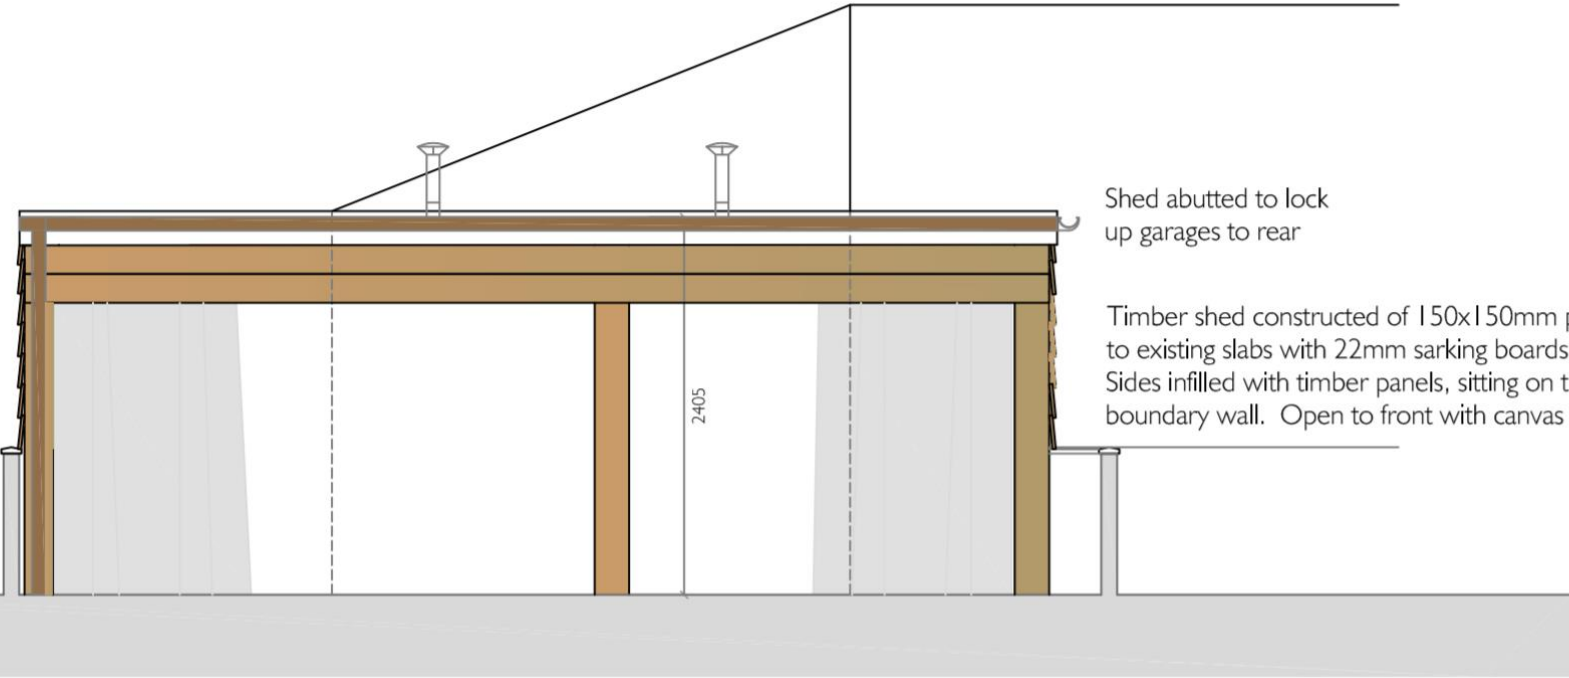 Shed abutted to lock
up garages to rear
Timber shed constructed of 150x150mm
to existing slabs with 22mm sarking boards
Sides infilled with timber panels, sitting on
boundary wall. Open to front with canvas
2405